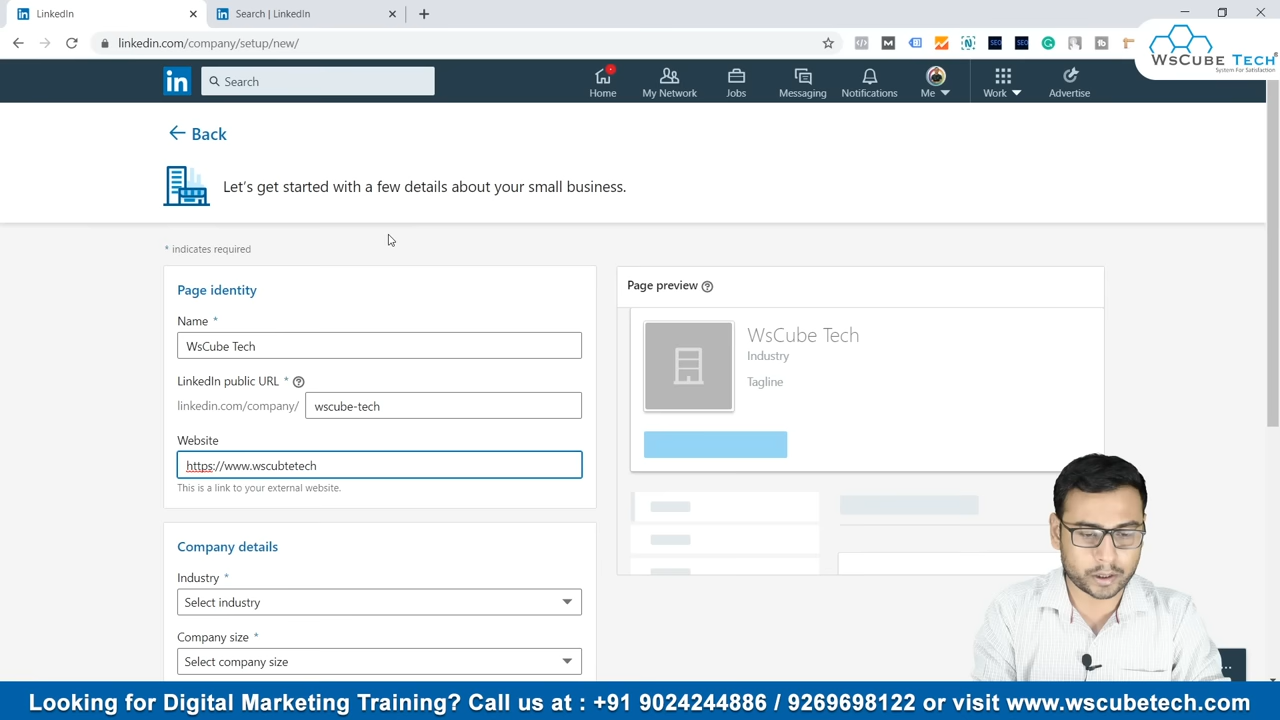 LinkedIn
Search | LinkedIn
linkedin.com/company/setup/new/
WsCube Tech
System For Satisfaction
in
Search
Home
My Network
Jobs
Messaging
Notifications
Me
Work
Advertise
Back
Let's get started with a few details about your small business.
* indicates required
Page identity
Name *
WsCube Tech
LinkedIn public URL *
linkedin.com/company/
wscube-tech
Website
https://www.wscubtetech
This is a link to your external website.
Company details
Industry *
Select industry
Company size *
Select company size
Page preview
WsCube Tech
Industry
Tagline
Looking for Digital Marketing Training? Call us at : +91 9024244886 / 9269698122 or visit www.wscubetech.com